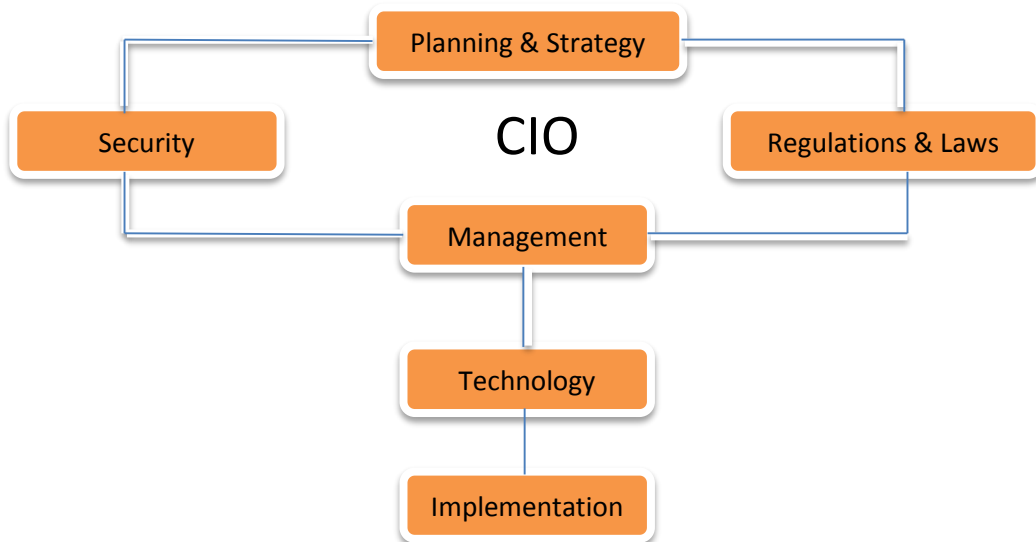 Planning & Strategy
Security
CIO
Regulations & Laws
Management
Technology
Implementation